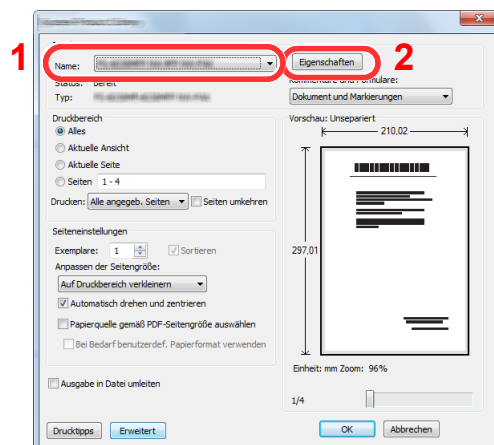 1
2
Name:
Eigenschaften
Status: Bereit
Kommentare und Formulare:
Typ:
Dokument und Markierungen
Druckbereich
Alles
Aktuelle Ansicht
Aktuelle Seite
Seiten 1 - 4
Drucken: Alle angegeb. Seiten Seiten umkehren
Vorschau: Unsepariert
210,02
297,01
Seiteneinstellungen
Exemplare: 1 Sortieren
Anpassen der Seitengröße:
Auf Druckbereich verkleinern
Automatisch drehen und zentrieren
Papierquelle gemäß PDF-Seitengröße auswählen
Bei Bedarf benutzerdef. Papierformat verwenden
Einheit: mm Zoom: 96%
Ausgabe in Datei umleiten
1/4
Drucktipps
Erweitert
OK
Abbrechen